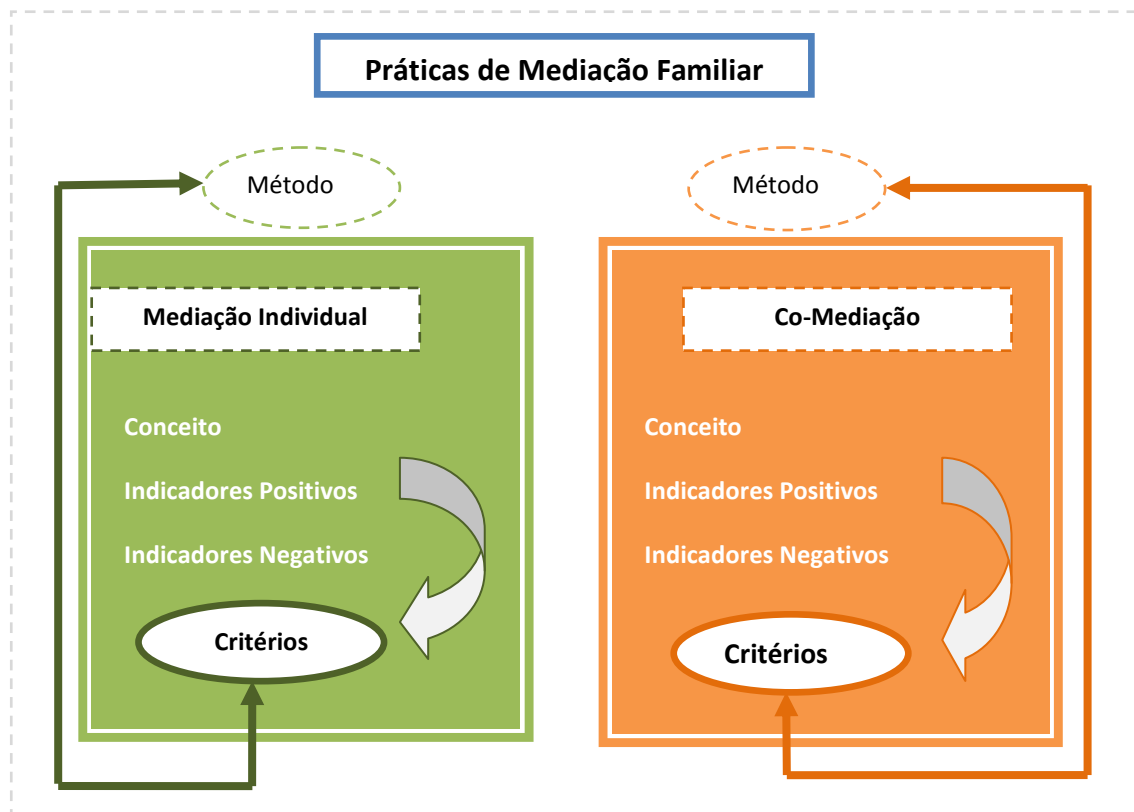 Práticas de Mediação Familiar
Método
Mediação Individual
Conceito
Indicadores Positivos
Indicadores Negativos
Critérios
Método
Co-Mediação
Conceito
Indicadores Positivos
Indicadores Negativos
Critérios